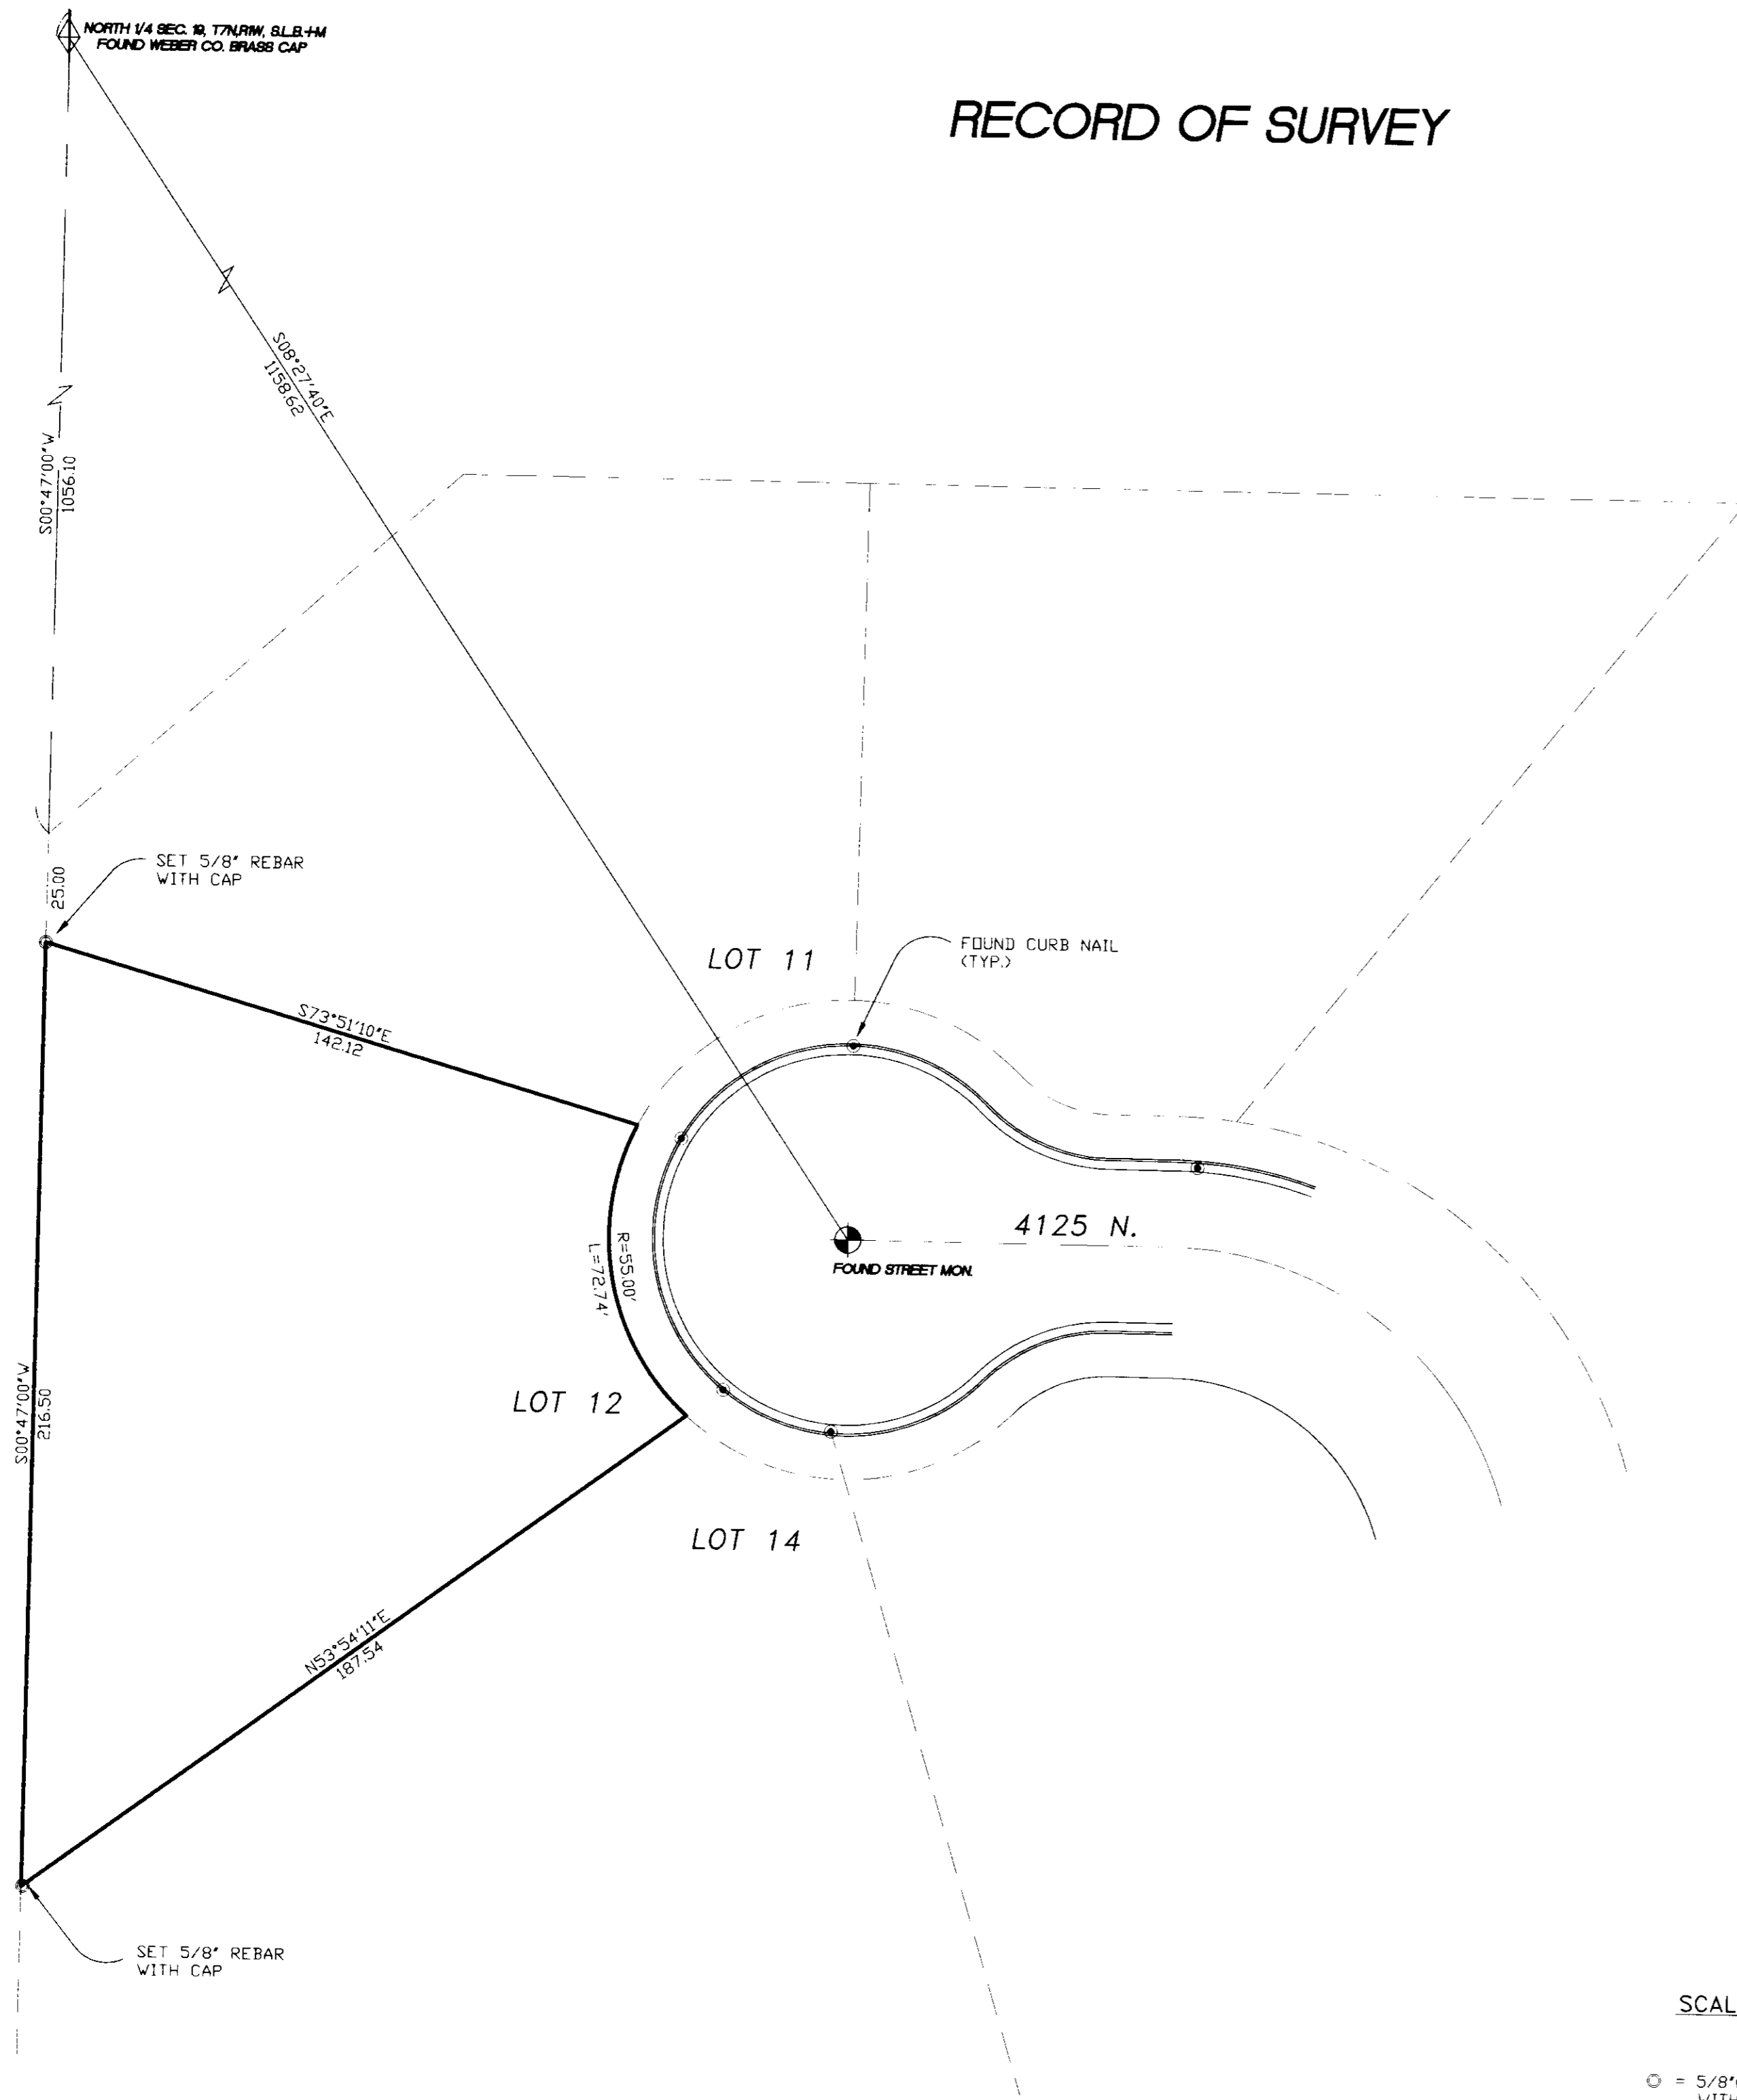 NORTH 1/4 SEC. 19, T7N,R1W, S.L.B.+M
FOUND WEBER CO. BRASS CAP
RECORD OF SURVEY
S08°27'40"E
1158.62
S00°47'00"W
1056.10
25.00
SET 5/8" REBAR
WITH CAP
LOT 11
FOUND CURB NAIL
(TYP.)
S73°51'10"E
142.12
4125 N.
FOUND STREET MON.
R=55.00'
L=72.74'
LOT 12
S00°47'00"W
216.50
LOT 14
N53°54'11"E
187.54
SET 5/8" REBAR
WITH CAP
SCAL
= 5/8"
WITH